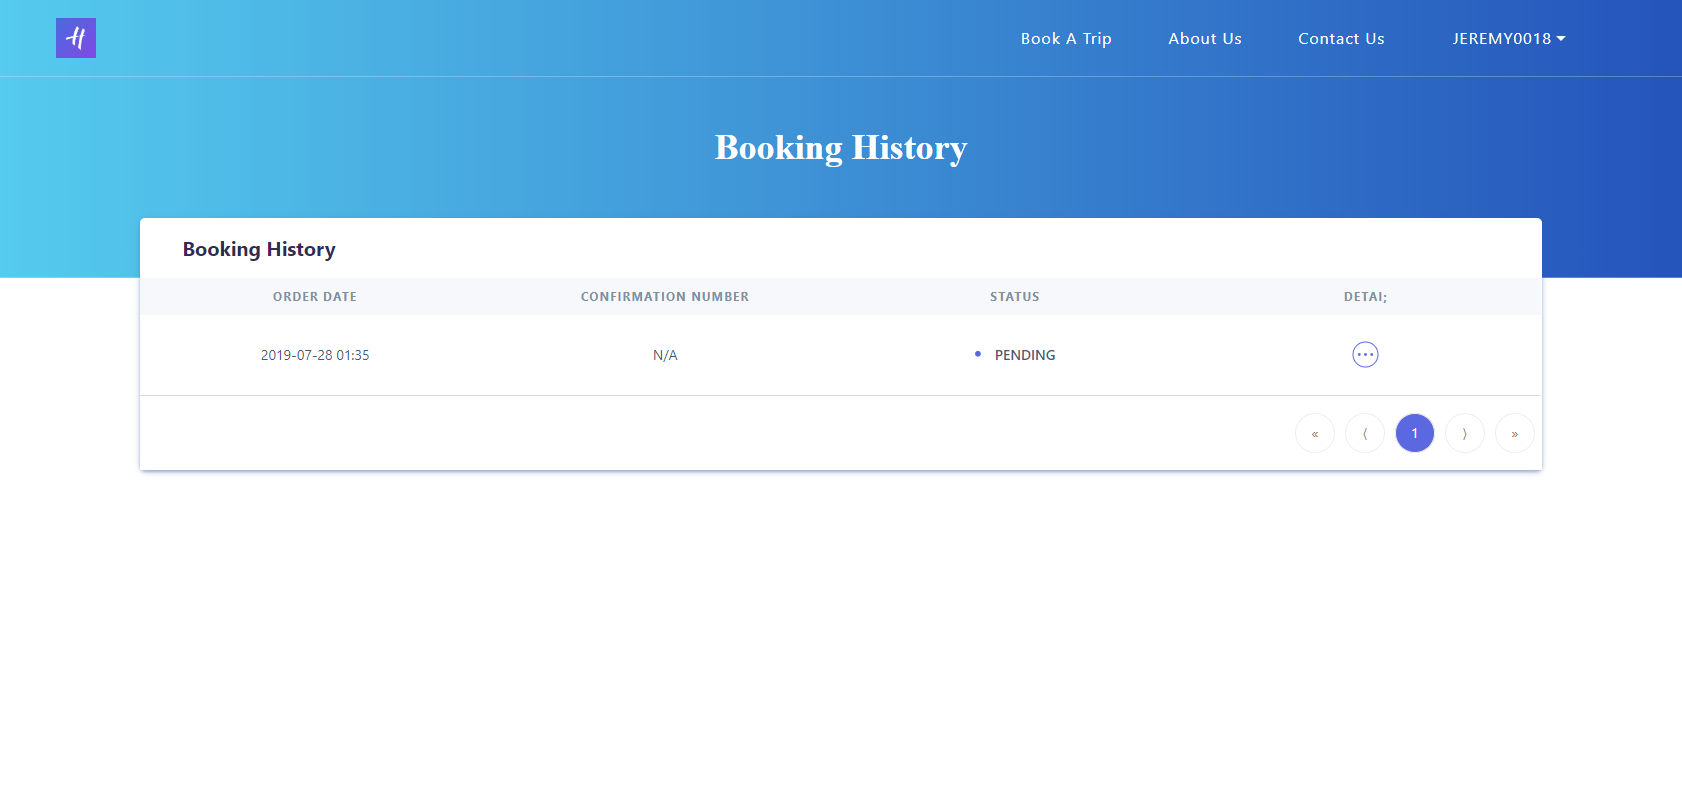 H
Book A Trip About Us Contact Us JEREMY0018
Booking History
Booking History
ORDER DATE CONFIRMATION NUMBER STATUS DETAI;
2019-07-28 01:35 N/A PENDING
« ⟨ 1 ⟩ »